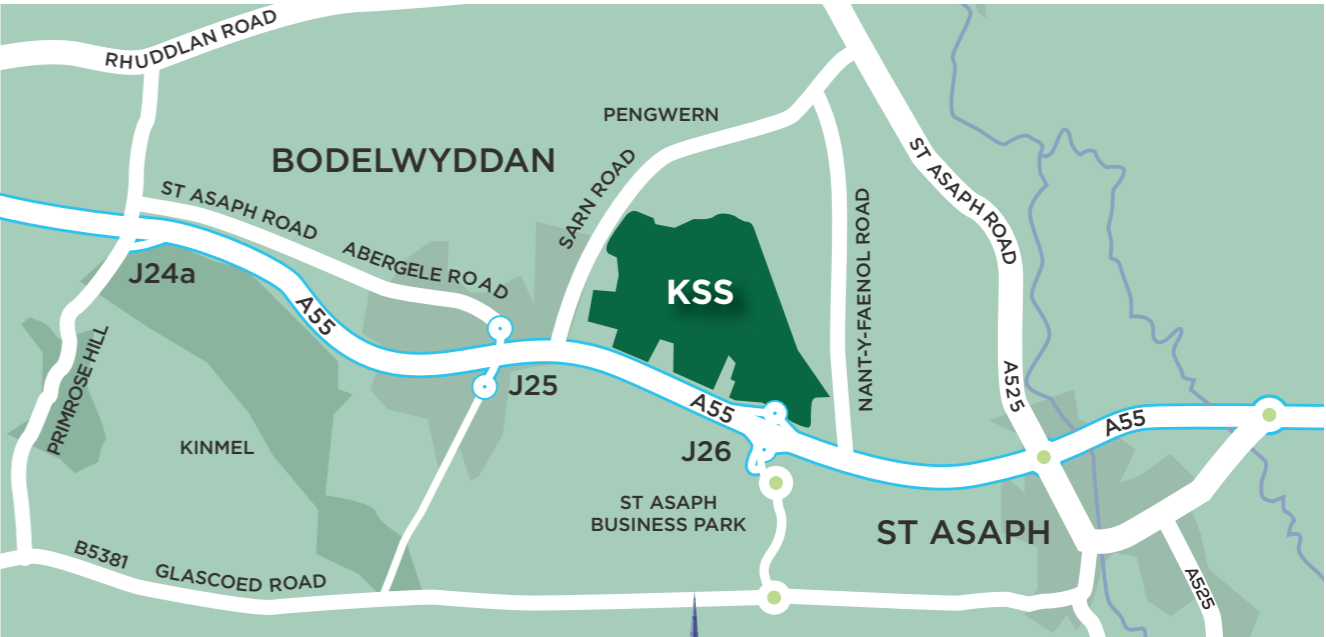 RHUDDLAN ROAD
PENGWERN
BODELWYDDAN
ST ASAPH ROAD
SARN ROAD
ST ASAPH ROAD
NANT-Y-FAENOL ROAD
ABERGELE ROAD
J24a
KSS
A55
PRIMROSE HILL
J25
A525
A55
A55
KINMEL
J26
ST ASAPH
BUSINESS PARK
ST ASAPH
B5381
GLASCOED ROAD
A525